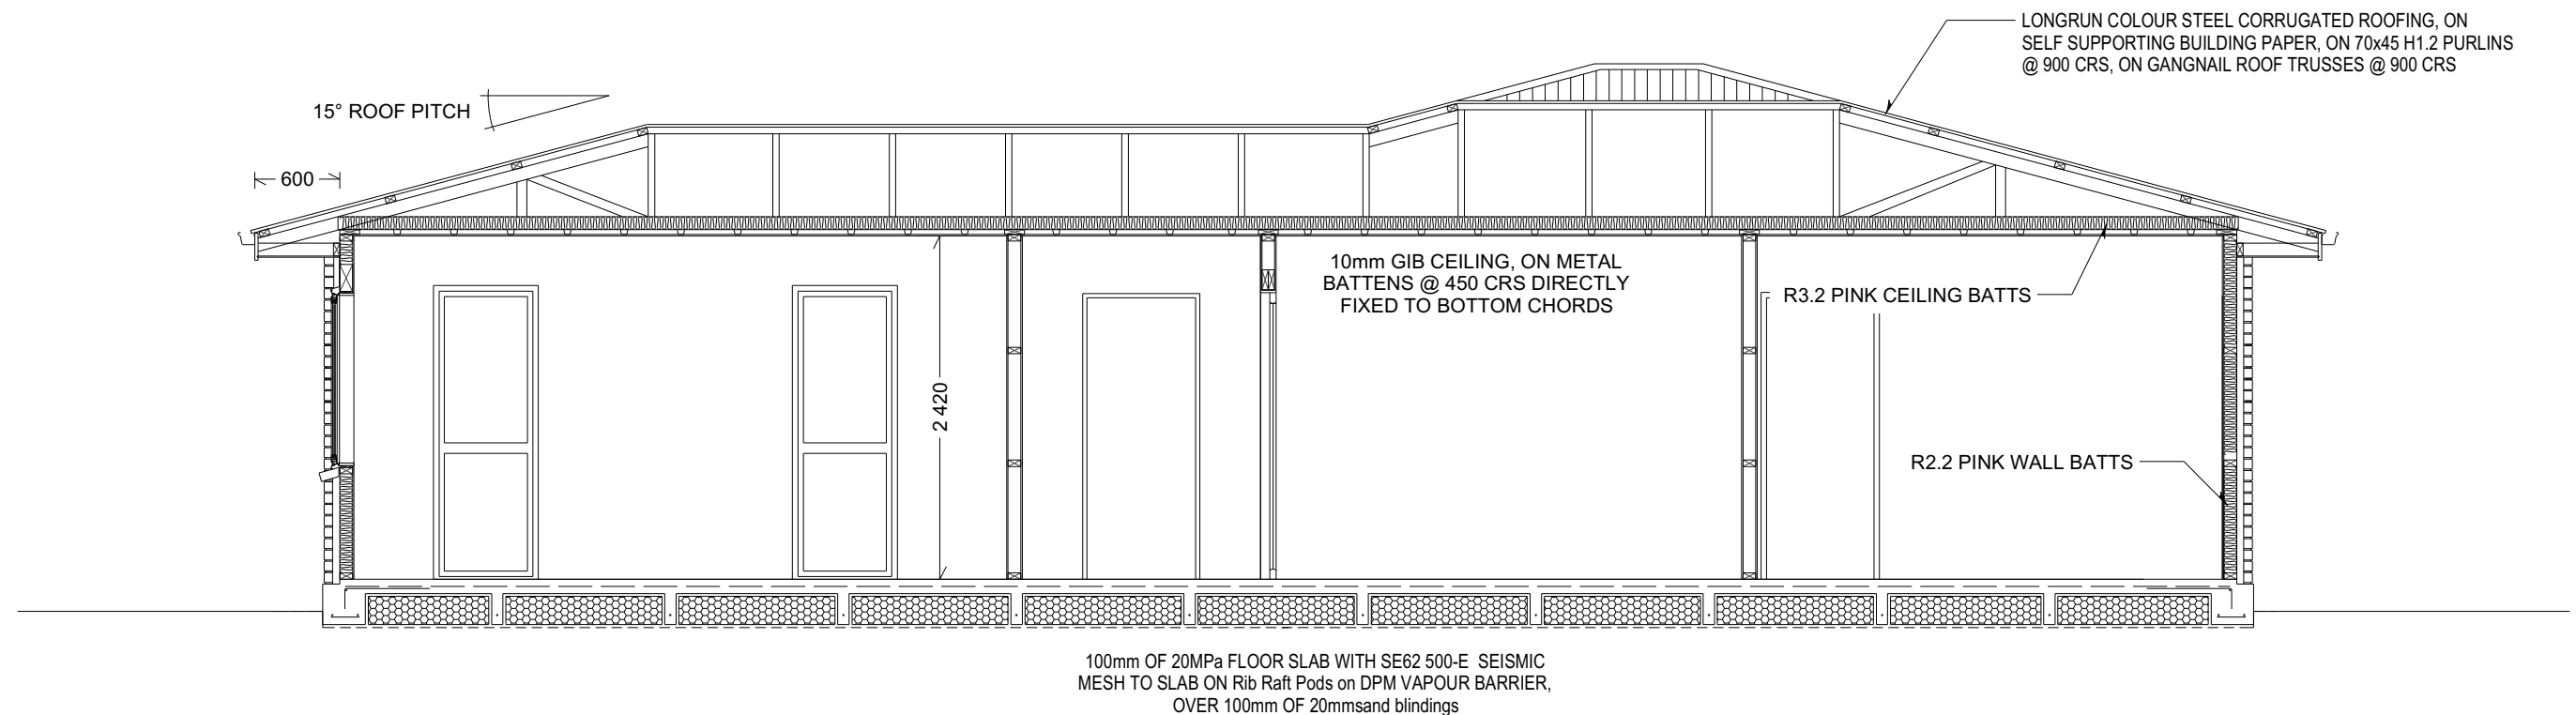 LONGRUN COLOUR STEEL CORRUGATED ROOFING, ON
SELF SUPPORTING BUILDING PAPER, ON 70x45 H1.2 PURLINS
@ 900 CRS, ON GANGNAIL ROOF TRUSSES @ 900 CRS
15° ROOF PITCH
600
10mm GIB CEILING, ON METAL
BATTENS @ 450 CRS DIRECTLY
FIXED TO BOTTOM CHORDS
R3.2 PINK CEILING BATTS
2 420
R2.2 PINK WALL BATTS
100mm OF 20MPa FLOOR SLAB WITH SE62 500-E SEISMIC
MESH TO SLAB ON Rib Raft Pods on DPM VAPOUR BARRIER,
OVER 100mm OF 20mmsand blindings